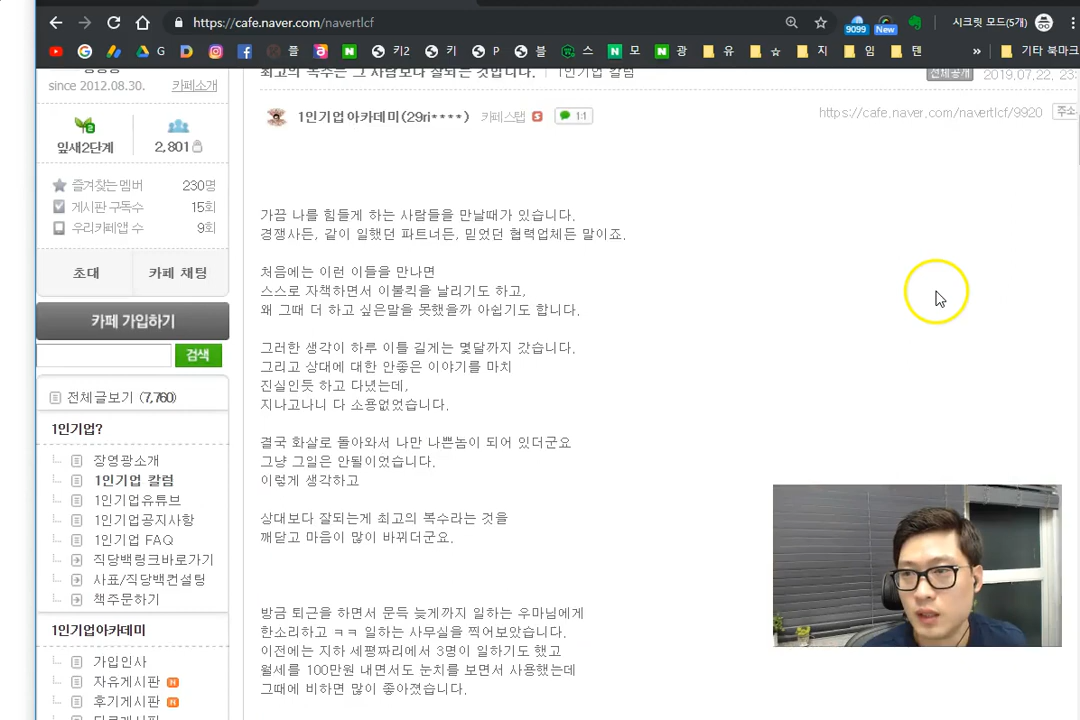 https://cafe.naver.com/navertlcf
9099
New
시크릿 모드(5개)
G
플
키2
키
P
블
스
모
광
유
☆
지
임
텐
»
기타 북마크
since 2012.08.30.
카페소개
잎새2단계
2,801
즐겨찾는 멤버
230명
게시판 구독수
15회
우리카페앱 수
9회
초대
카페 채팅
카페 가입하기
검색
전체글보기 (7,760)
1인기업?
장영광소개
1인기업 칼럼
1인기업유튜브
1인기업공지사항
1인기업 FAQ
직당백링크바로가기
사표/직당백컨설팅
책주문하기
1인기업아카데미
가입인사
자유게시판
후기게시판
최고의 복수는 그 사람보다 잘되는 것입니다.
1인기업 칼럼
전체공개
2019.07.22. 23:
1인기업아카데미(29ri****)
카페스탭
1:1
https://cafe.naver.com/navertlcf/9920
주소
가끔 나를 힘들게 하는 사람들을 만날때가 있습니다.
경쟁사든, 같이 일했던 파트너든, 믿었던 협력업체든 말이죠.
처음에는 이런 이들을 만나면
스스로 자책하면서 이불킥을 날리기도 하고,
왜 그때 더 하고 싶은말을 못했을까 아쉽기도 합니다.
그러한 생각이 하루 이틀 길게는 몇달까지 갔습니다.
그리고 상대에 대한 안좋은 이야기를 마치
진실인듯 하고 다녔는데,
지나고나니 다 소용없었습니다.
결국 화살로 돌아와서 나만 나쁜놈이 되어 있더군요
그냥 그일은 안될이었습니다.
이렇게 생각하고
상대보다 잘되는게 최고의 복수라는 것을
깨닫고 마음이 많이 바뀌더군요.
방금 퇴근을 하면서 문득 늦게까지 일하는 우마님에게
한소리하고 ㅋㅋ 일하는 사무실을 찍어보았습니다.
이전에는 지하 세평짜리에서 3명이 일하기도 했고
월세를 100만원 내면서도 눈치를 보면서 사용했는데
그때에 비하면 많이 좋아졌습니다.